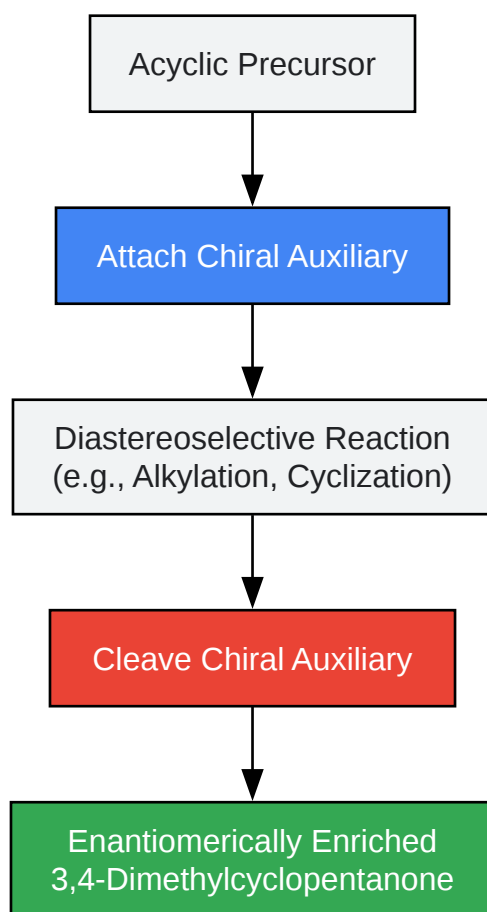 Acyclic Precursor
Attach Chiral Auxiliary
Diastereoselective Reaction
(e.g., Alkylation, Cyclization)
Cleave Chiral Auxiliary
Enantiomerically Enriched
3,4-Dimethylcyclopentanone